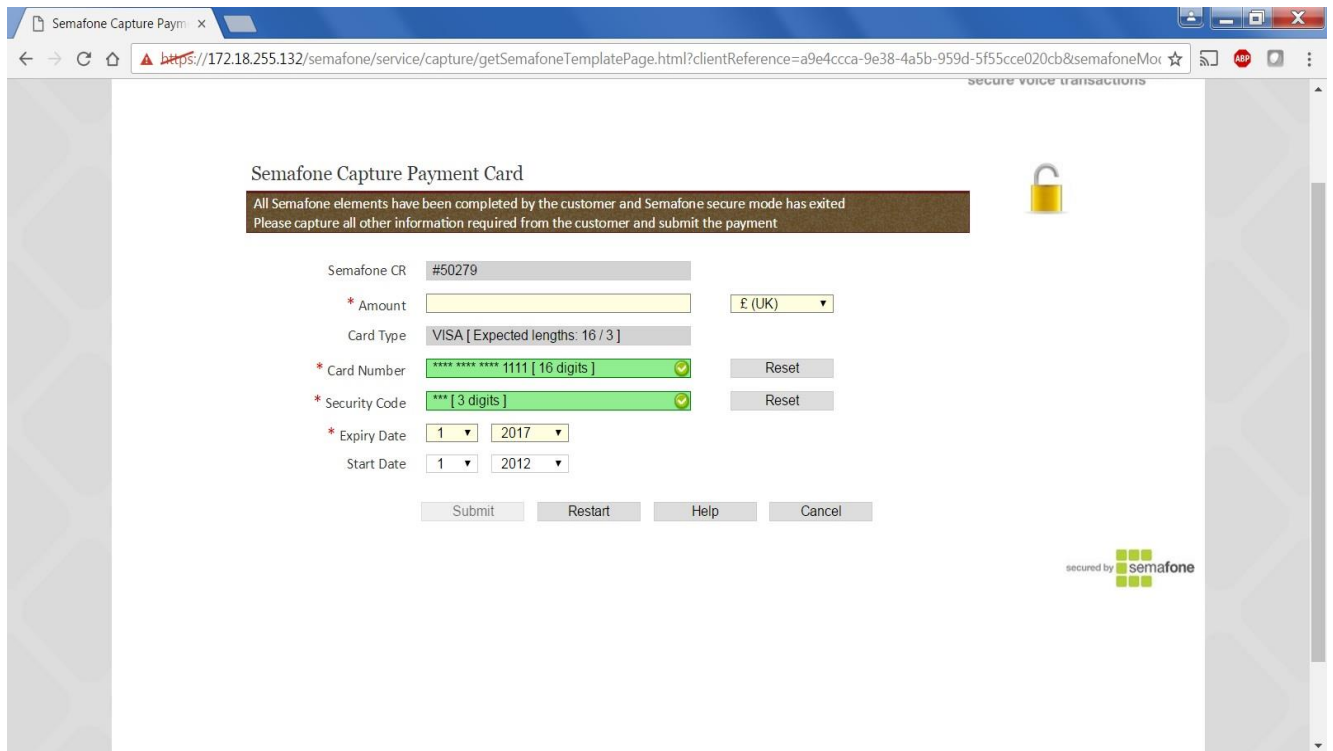 Semafone Capture Paym
https://172.18.255.132/semafone/service/capture/getSemafoneTemplatePage.html?clientReference=a9e4ccca-9e38-4a5b-959d-5f55cce020cb&semafoneMod
ABP
secure voice transactions
Semafone Capture Payment Card
All Semafone elements have been completed by the customer and Semafone secure mode has exited
Please capture all other information required from the customer and submit the payment
Semafone CR #50279
* Amount £ (UK)
Card Type VISA [ Expected lengths: 16 / 3 ]
* Card Number **** **** **** 1111 [ 16 digits ] Reset
* Security Code *** [ 3 digits ] Reset
* Expiry Date 1 2017
Start Date 1 2012
Submit Restart Help Cancel
secured by semafone